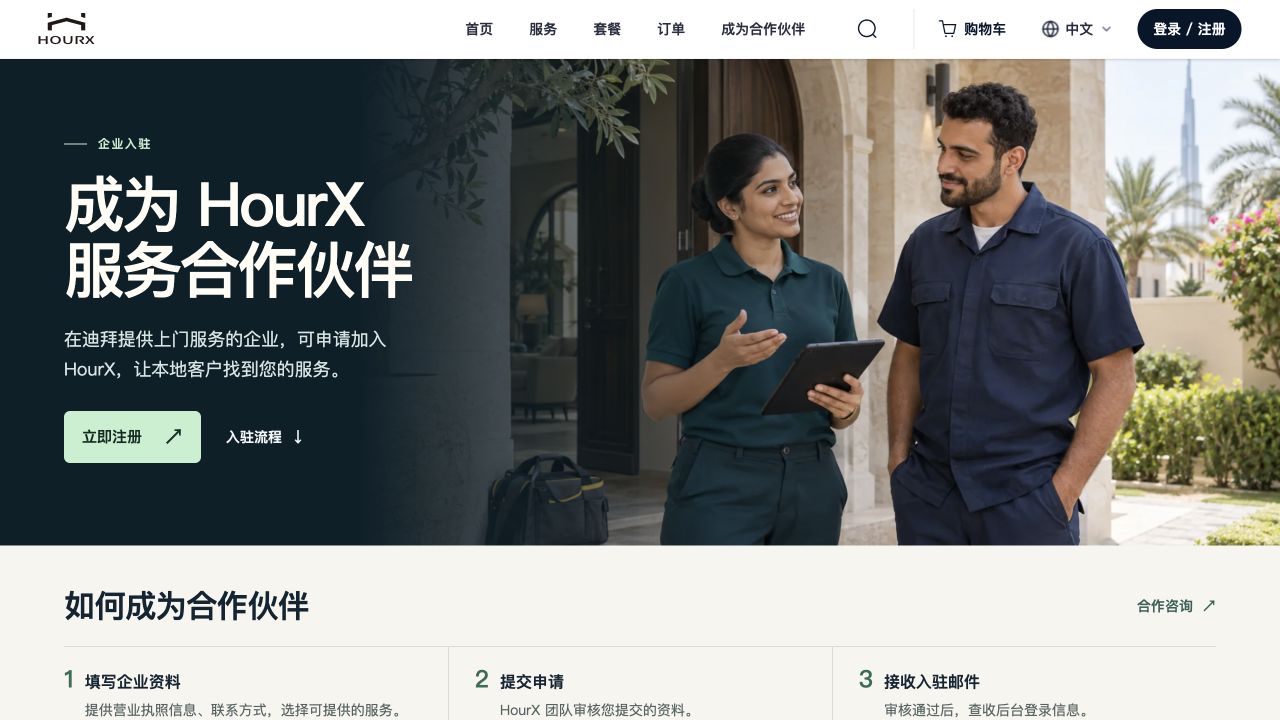 HOURX
首页
服务
套餐
订单
成为合作伙伴
购物车
中文
登录 / 注册
企业入驻
成为 HourX
服务合作伙伴
在迪拜提供上门服务的企业，可申请加入
HourX，让本地客户找到您的服务。
立即注册 ↗
入驻流程 ↓
如何成为合作伙伴
合作咨询 ↗
1 填写企业资料
提供营业执照信息、联系方式，选择可提供的服务。
2 提交申请
HourX 团队审核您提交的资料。
3 接收入驻邮件
审核通过后，查收后台登录信息。